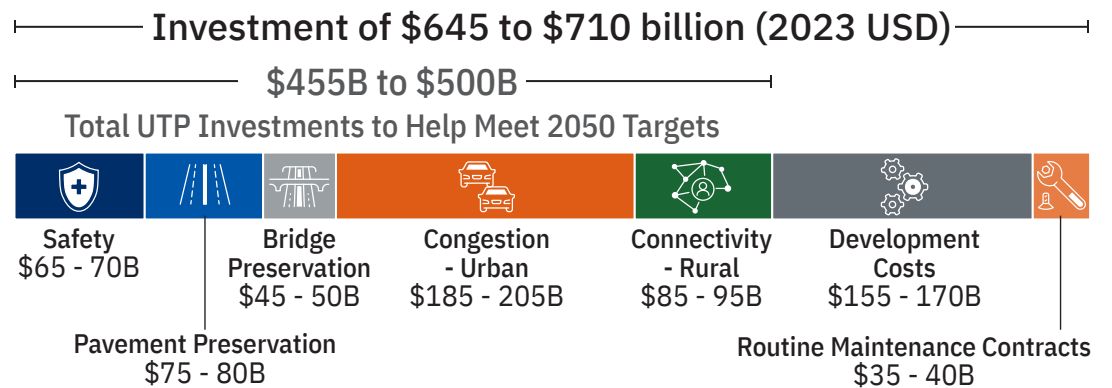 Investment of $645 to $710 billion (2023 USD)
$455B to $500B
Total UTP Investments to Help Meet 2050 Targets
Safety
$65 - 70B
Bridge
Preservation
$45 - 50B
Congestion
- Urban
$185 - 205B
Connectivity
- Rural
$85 - 95B
Development
Costs
$155 - 170B
Pavement Preservation
$75 - 80B
Routine Maintenance Contracts
$35 - 40B